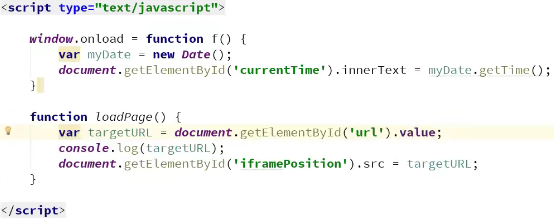 <script type="text/javascript">
window.onload = function f() {
var myDate = new Date();
document.getElementById('currentTime').innerText = myDate.getTime();
}
function loadPage() {
var targetURL = document.getElementById('url').value;
console.log(targetURL);
document.getElementById('iframePosition').src = targetURL;
}
</script>